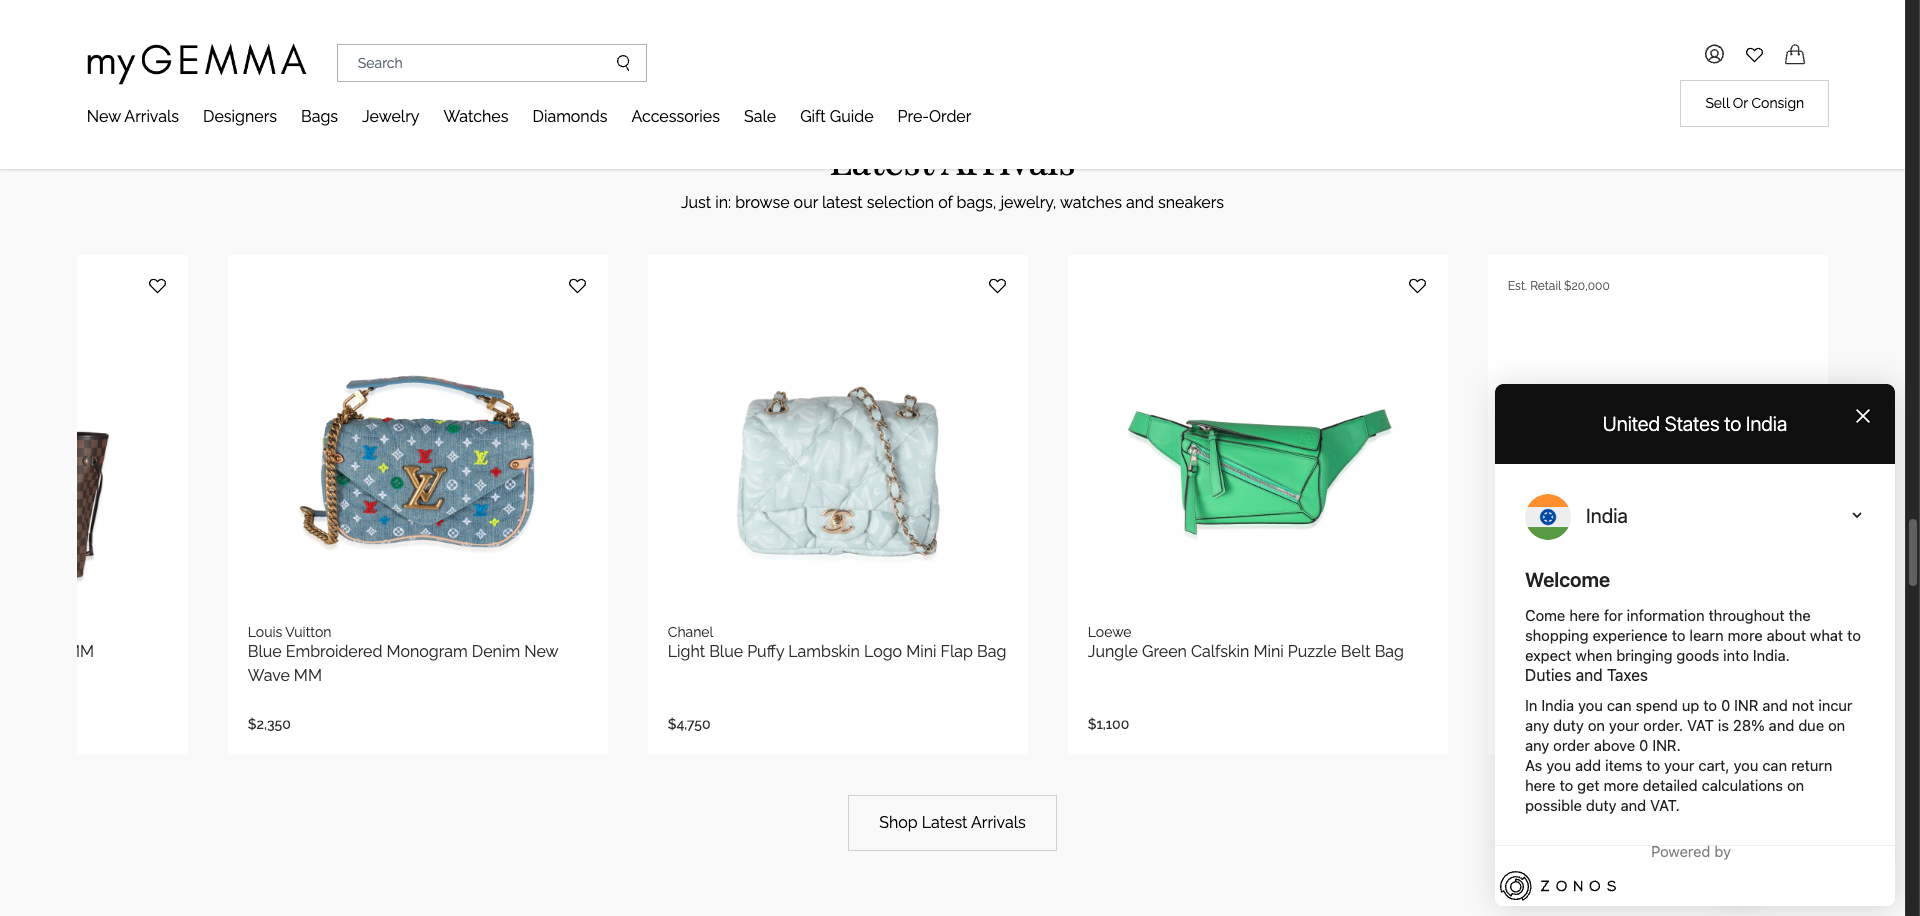 myGEMMA
Search
New Arrivals
Designers
Bags
Jewelry
Watches
Diamonds
Accessories
Sale
Gift Guide
Pre-Order
Sell Or Consign
Latest Arrivals
Just in: browse our latest selection of bags, jewelry, watches and sneakers
Louis Vuitton
Blue Embroidered Monogram Denim New
Wave MM
$2,350
Chanel
Light Blue Puffy Lambskin Logo Mini Flap Bag
$4,750
Loewe
Jungle Green Calfskin Mini Puzzle Belt Bag
$1,100
Est. Retail $20,000
United States to India
India
Welcome
Come here for information throughout the
shopping experience to learn more about what to
expect when bringing goods into India.
Duties and Taxes
In India you can spend up to 0 INR and not incur
any duty on your order. VAT is 28% and due on
any order above 0 INR.
As you add items to your cart, you can return
here to get more detailed calculations on
possible duty and VAT.
Powered by
ZONOS
Shop Latest Arrivals